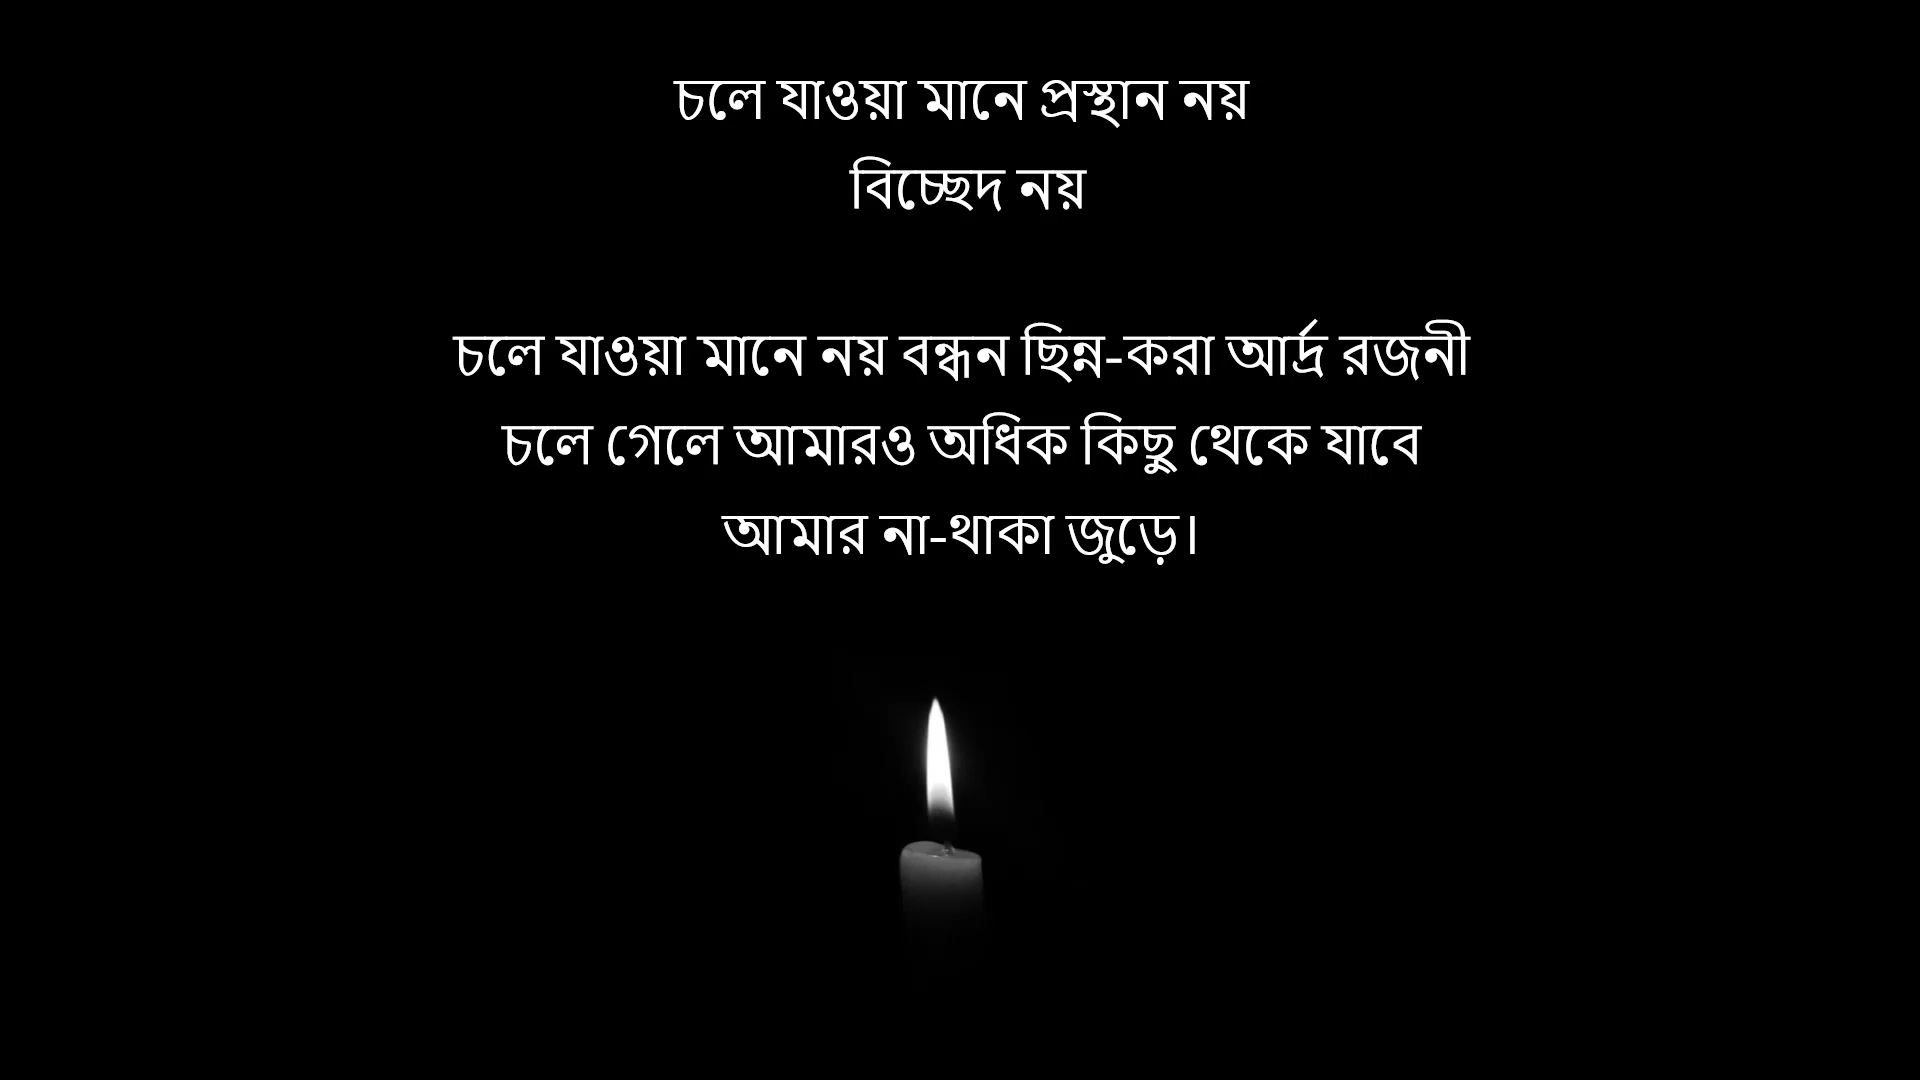 চলে যাওয়া মানে প্রস্থান নয়
বিচ্ছেদ নয়
চলে যাওয়া মানে নয় বন্ধন ছিন্ন-করা আর্দ্র রজনী
চলে গেলে আমারও অধিক কিছু থেকে যাবে
আমার না-থাকা জুড়ে।